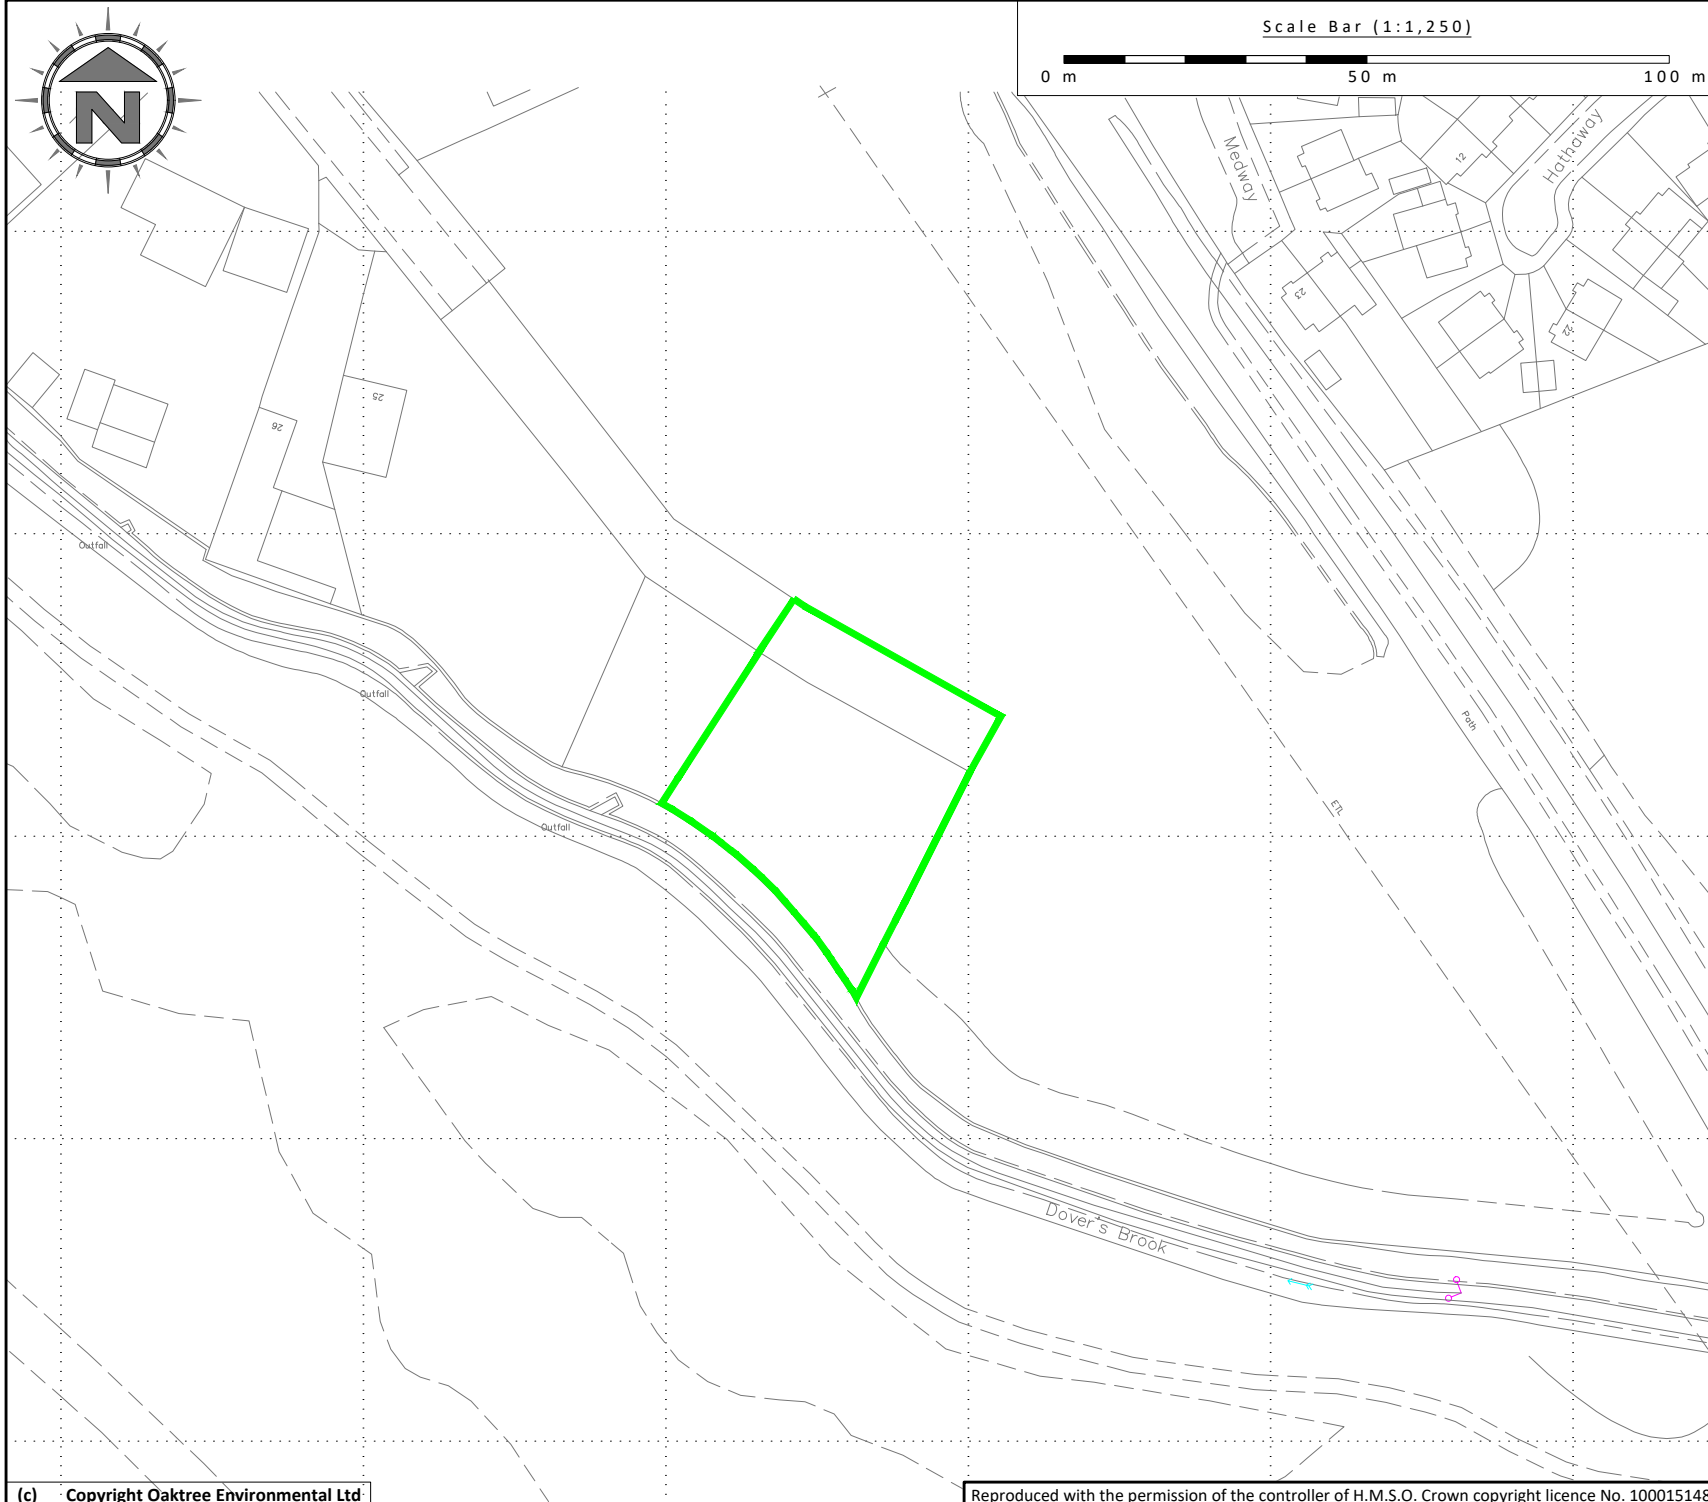 Scale Bar (1:1,250)
0 m 50 m 100 m
N
Medway
Hathaway
12
23
22
25
26
Outfall
Outfall
Path
ETL
Outfall
Dover's Brook
(c) Copyright Oaktree Environmental Ltd
Reproduced with the permission of the controller of H.M.S.O. Crown copyright licence No. 100015148